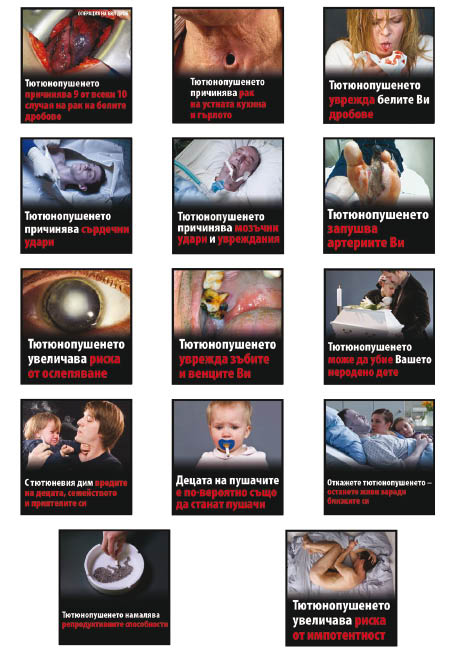 ОПЕРАЦИЯ НА БЯЛ ДРОБ
Тютюнопушенето
причинява 9 от всеки 10
случая на рак на белите
дробове
Тютюнопушенето
причинява рак
на устната кухина
и гърлото
Тютюнопушенето
уврежда белите Ви
дробове
Тютюнопушенето
причинява сърдечни
удари
Тютюнопушенето
причинява мозъчни
удари и увреждания
Тютюнопушенето
запушва
артериите Ви
Тютюнопушенето
увеличава риска
от ослепяване
Тютюнопушенето
уврежда зъбите
и венците Ви
Тютюнопушенето
може да убие Вашето
неродено дете
С тютюневия дим вредите
на децата, семейството
и приятелите си
Децата на пушачите
е по-вероятно също
да станат пушачи
Откажете тютюнопушенето –
останете живи заради
близките си
Тютюнопушенето намалява
репродуктивните способности
Тютюнопушенето
увеличава риска
от импотентност